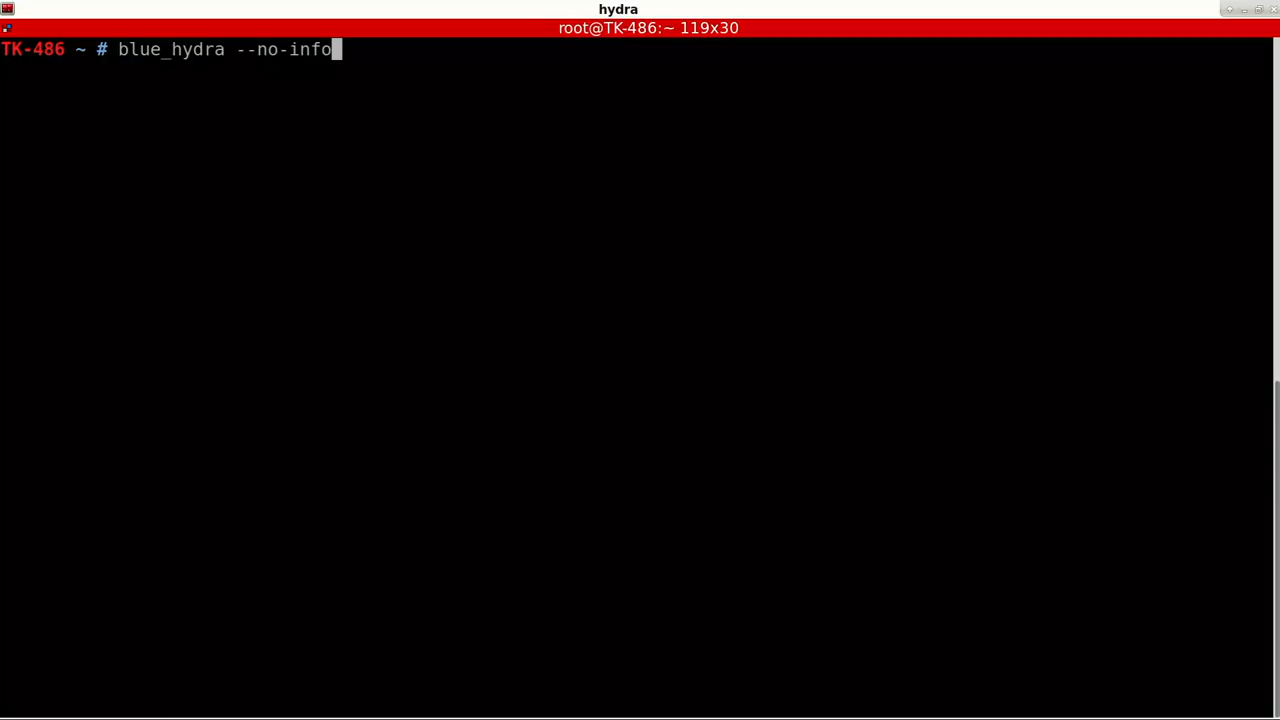 hydra
root@TK-486:~ 119x30
TK-486 ~ # blue_hydra --no-info